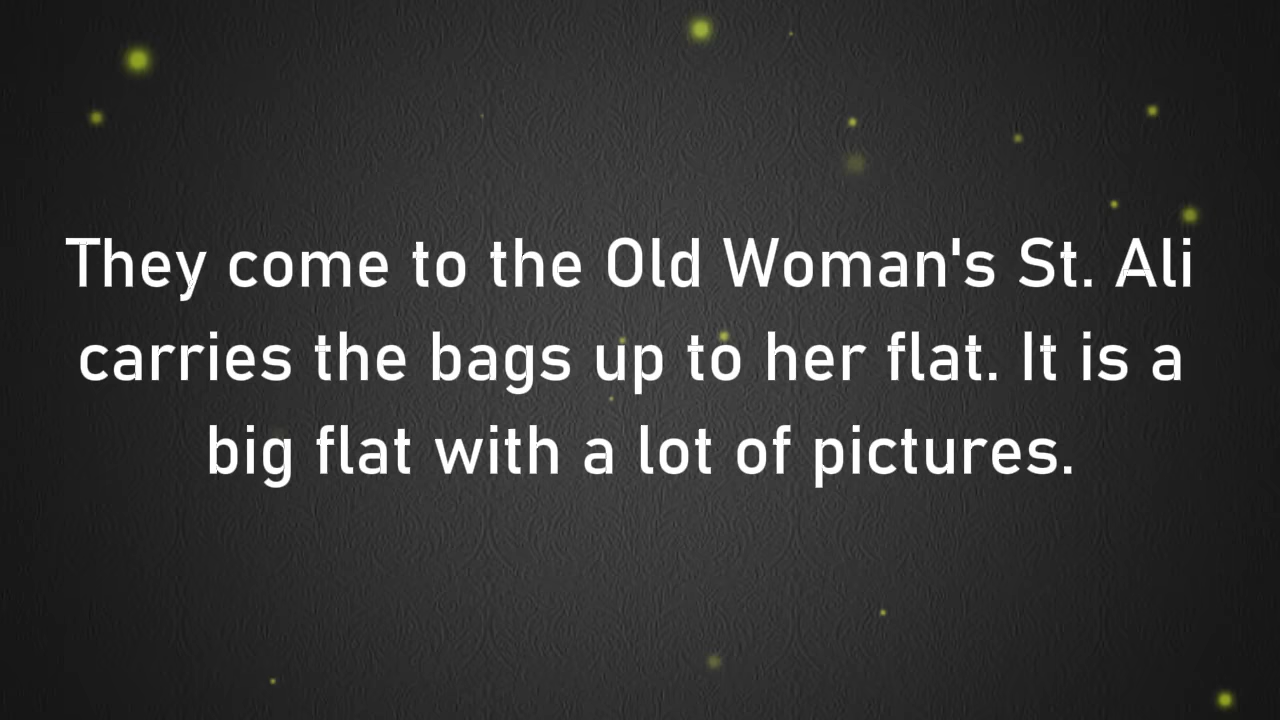 They come to the Old Woman's St. Ali
carries the bags up to her flat. It is a
big flat with a lot of pictures.